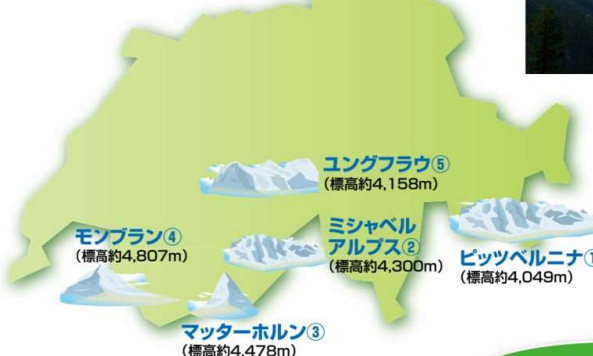 ユングフラウ⑤
(標高約4,158m)
ミシャベル
アルプス②
(標高約4,300m)
モンブラン④
(標高約4,807m)
ピッツベルニナ①
(標高約4,049m)
マッターホルン③
(標高約4,478m)